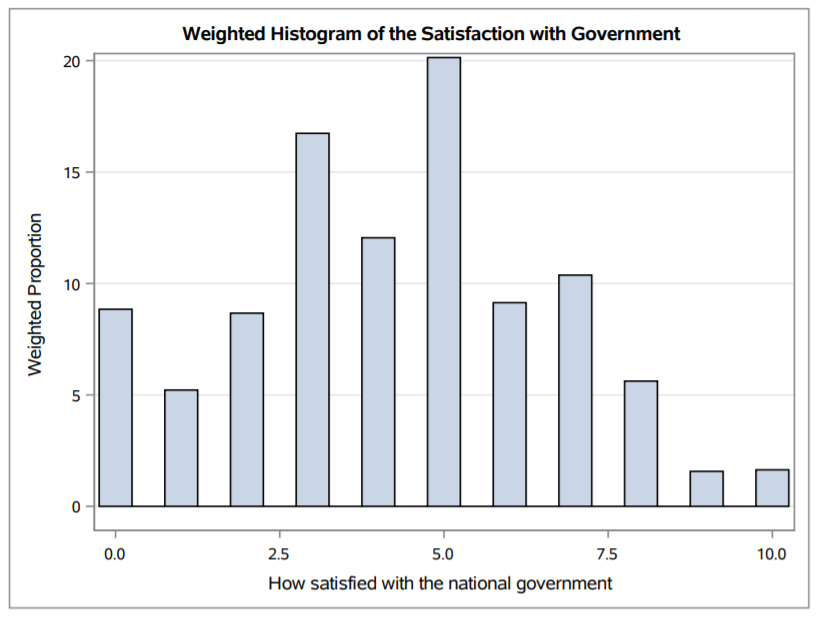 Weighted Histogram of the Satisfaction with Government
20
15
10
5
0
Weighted Proportion
0.0 2.5 5.0 7.5 10.0
How satisfied with the national government